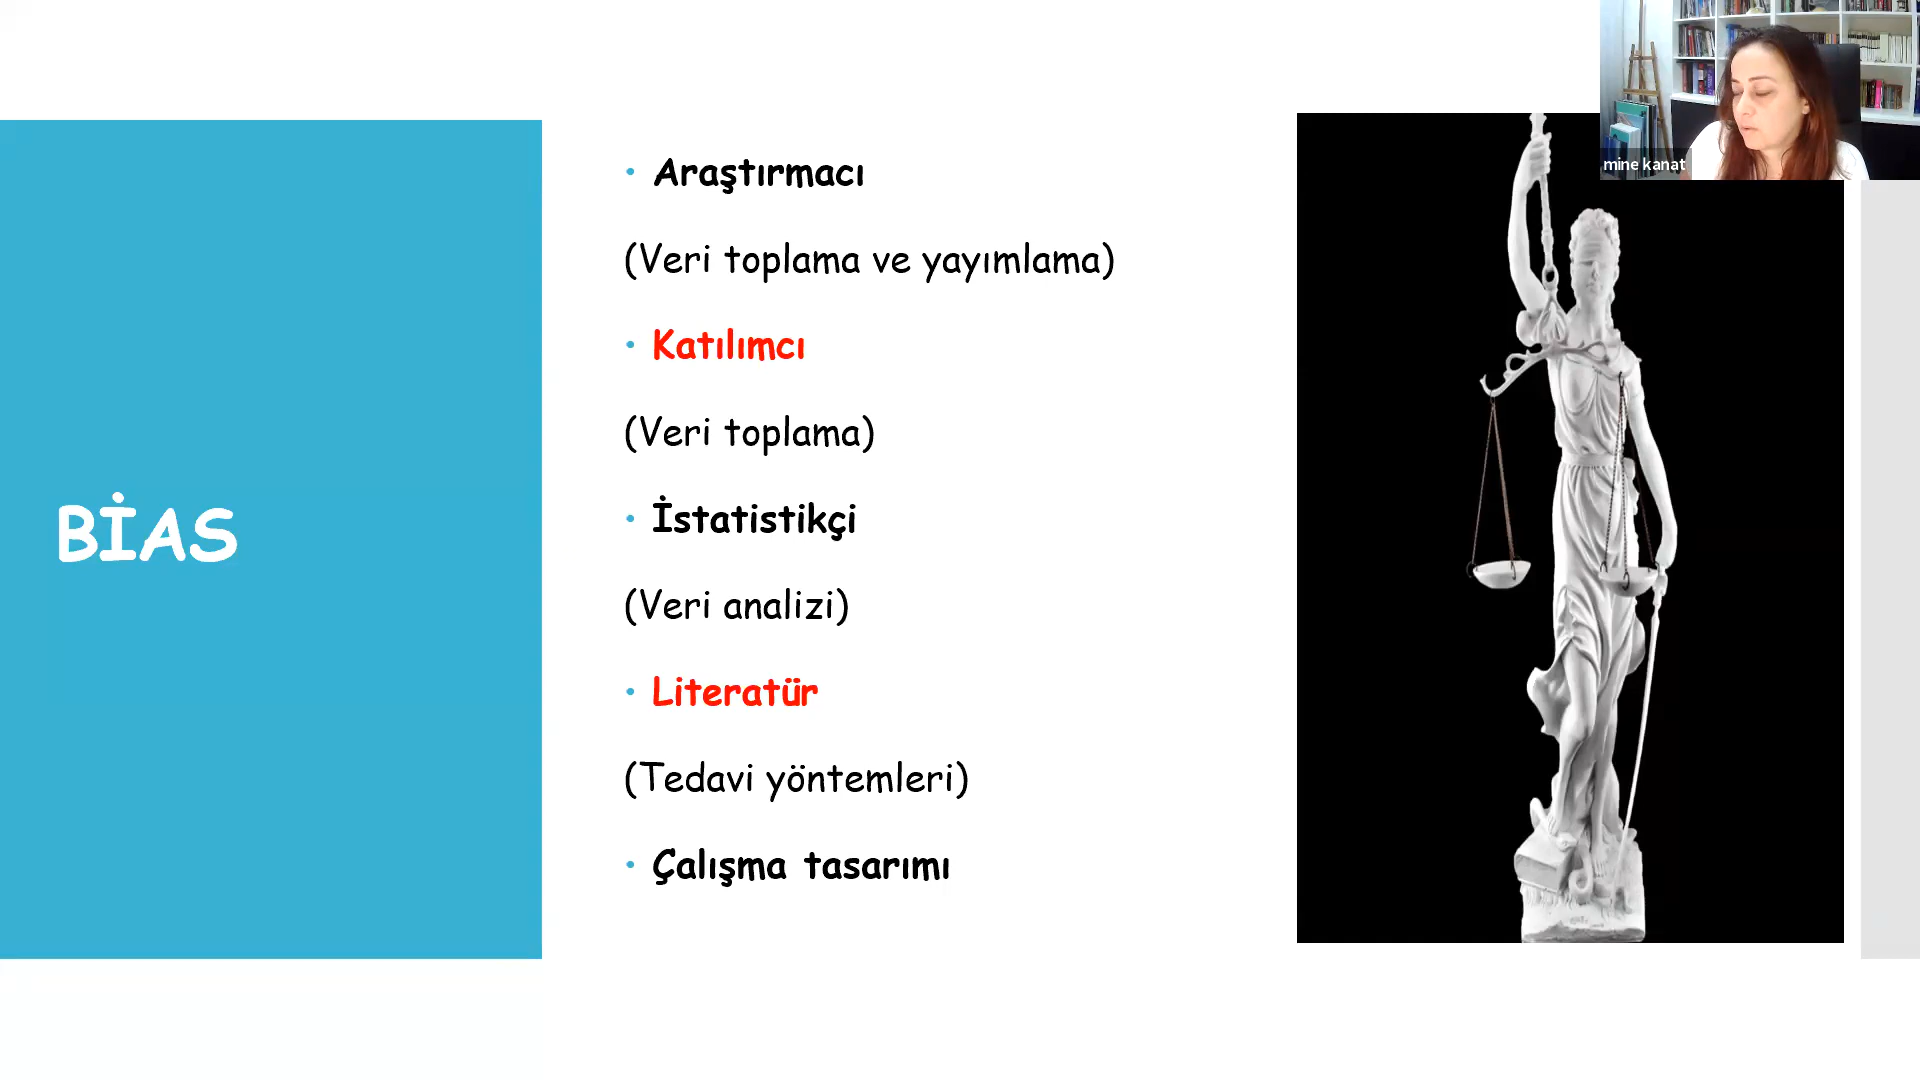 mine kanat
BİAS
• Araştırmacı
(Veri toplama ve yayımlama)
• Katılımcı
(Veri toplama)
• İstatistikçi
(Veri analizi)
• Literatür
(Tedavi yöntemleri)
• Çalışma tasarımı